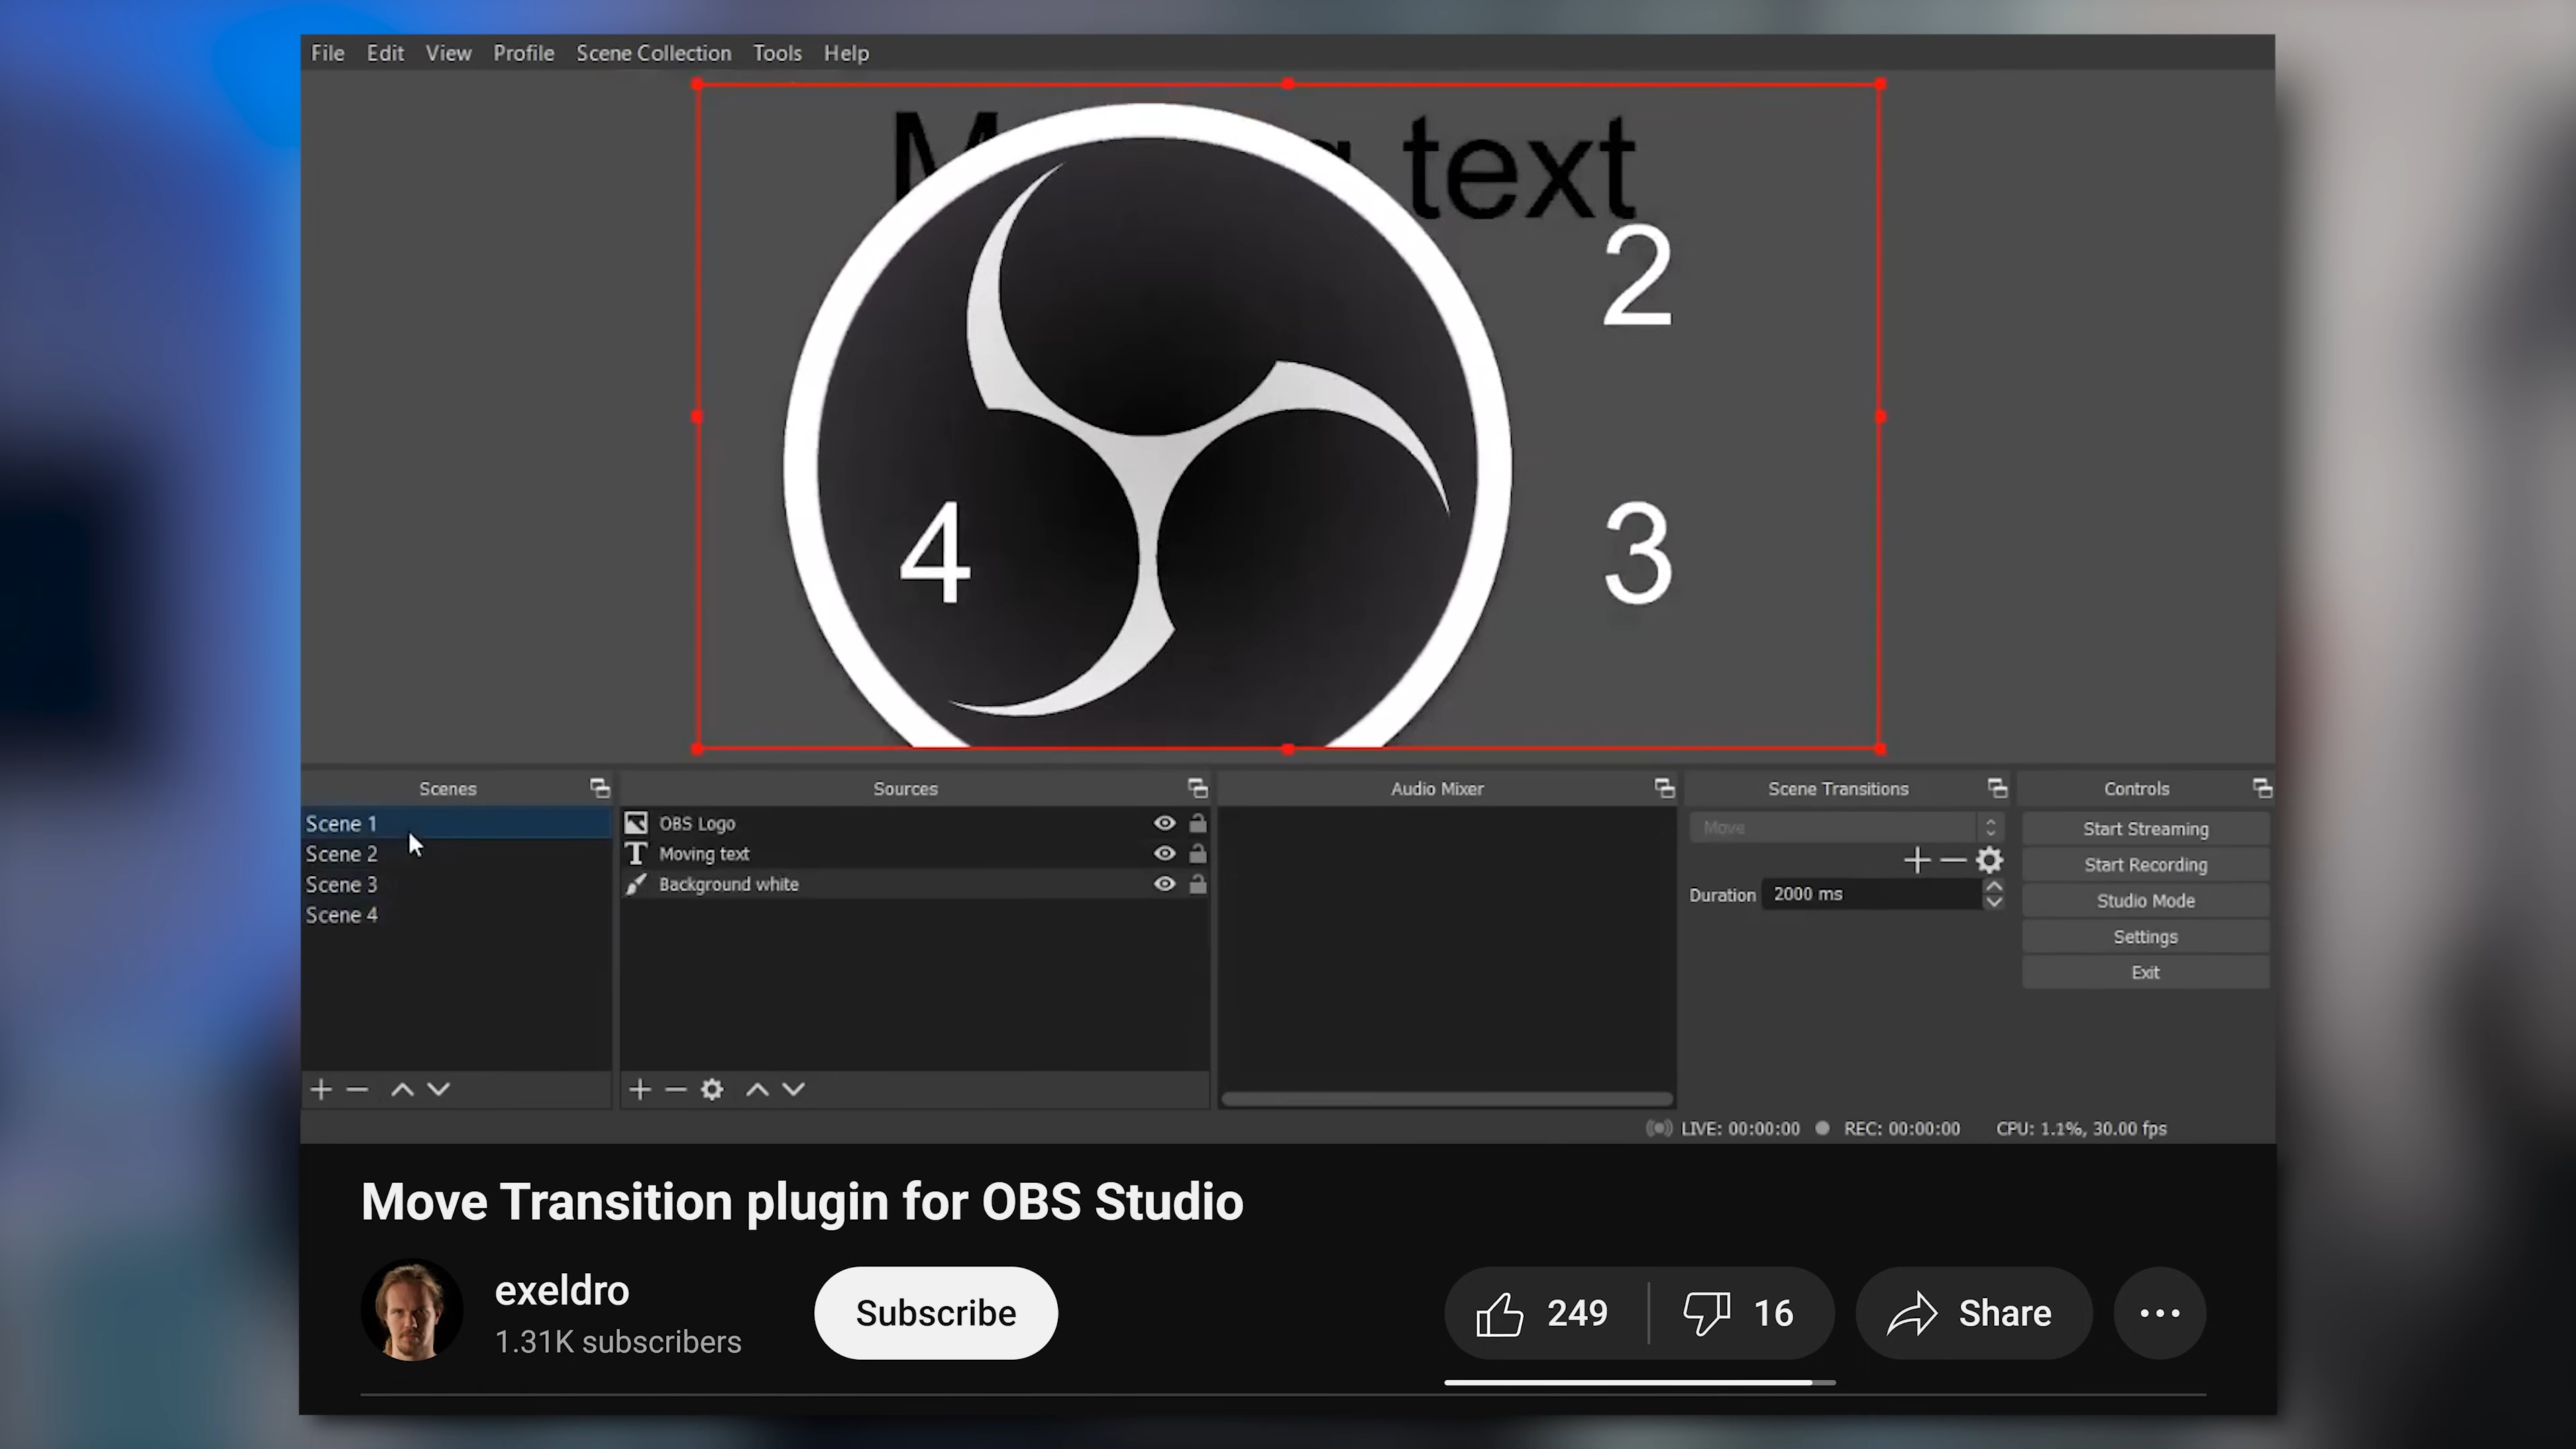 File Edit View Profile Scene Collection Tools Help
text
2
4
3
Scenes
Scene 1
Scene 2
Scene 3
Scene 4
Sources
OBS Logo
Moving text
Background white
Audio Mixer
Scene Transitions
Move
Duration 2000 ms
Controls
Start Streaming
Start Recording
Studio Mode
Settings
Exit
LIVE: 00:00:00 REC: 00:00:00 CPU: 1.1%, 30.00 fps
Move Transition plugin for OBS Studio
exeldro
1.31K subscribers
Subscribe
249
16
Share